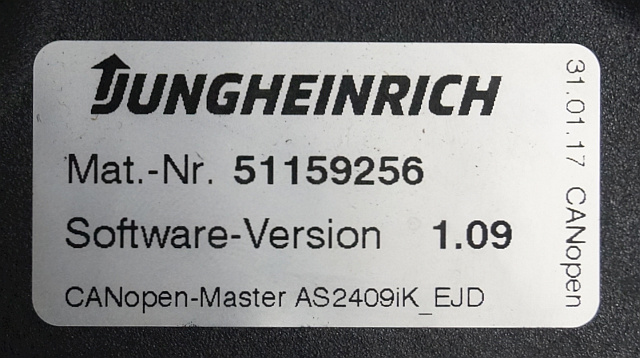 JUNGHEINRICH
Mat.-Nr. 51159256
Software-Version 1.09
CANopen-Master AS2409iK_EJD
31.01.17 CANopen